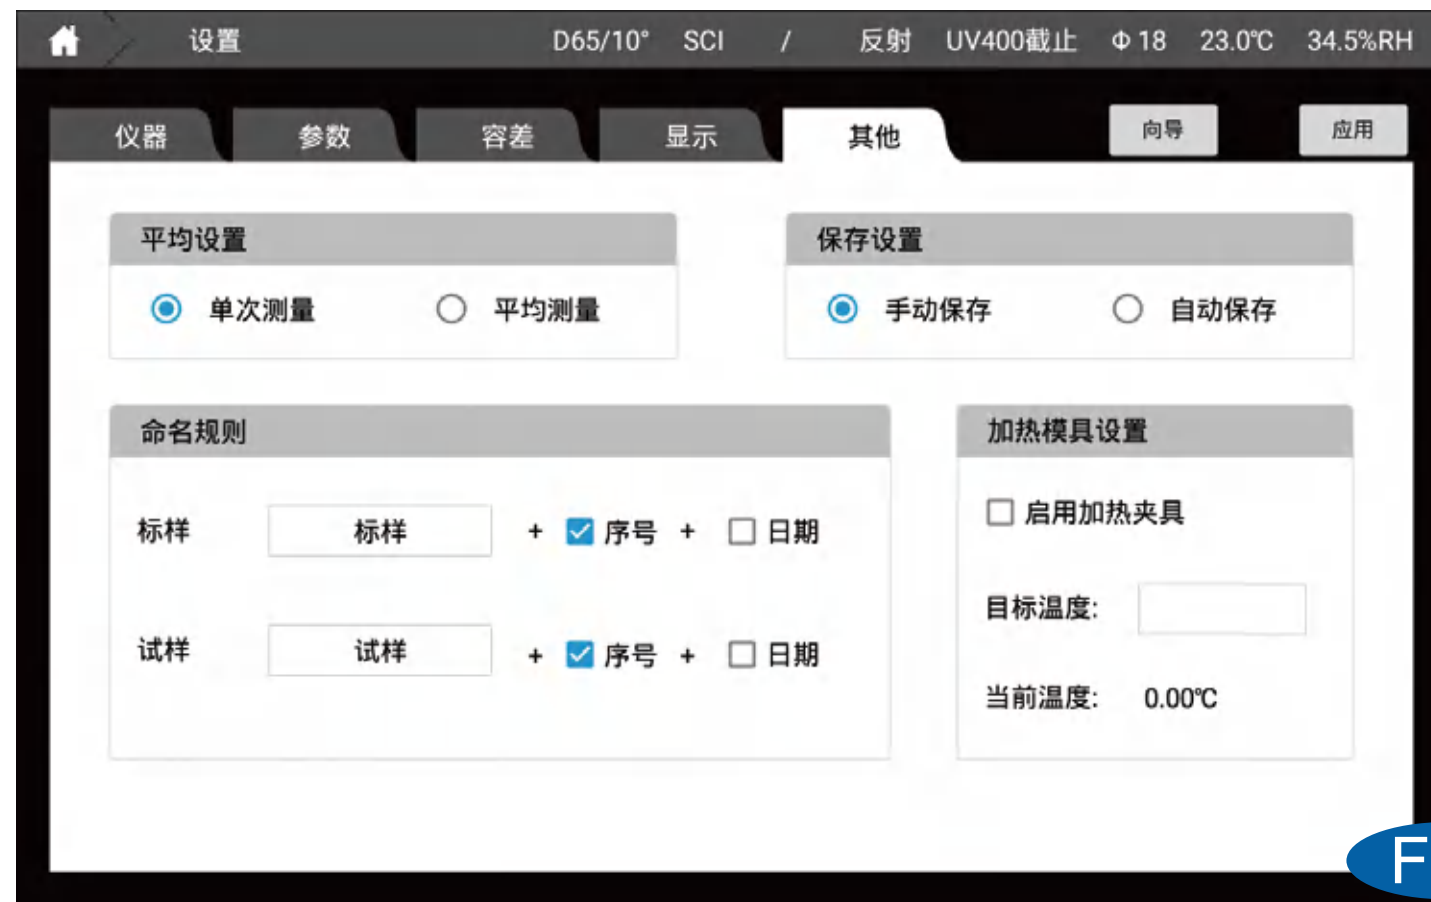 设置 D65/10° SCI / 反射 UV400截止 Φ 18 23.0℃ 34.5%RH
仪器 参数 容差 显示 其他 向导 应用
平均设置 保存设置
单次测量 平均测量 手动保存 自动保存
命名规则 加热模具设置
标样 标样 + 序号 + 日期
启用加热夹具
目标温度:
试样 试样 + 序号 + 日期
当前温度: 0.00℃
F